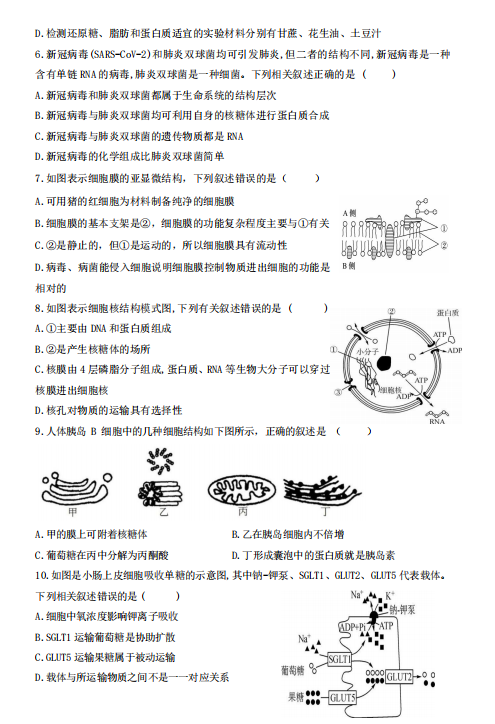 D.检测还原糖、脂肪和蛋白质适宜的实验材料分别有甘蔗、花生油、土豆汁
6.新冠病毒(SARS-CoV-2)和肺炎双球菌均可引发肺炎,但二者的结构不同,新冠病毒是一种
含有单链RNA的病毒,肺炎双球菌是一种细菌。下列相关叙述正确的是 ( )
A.新冠病毒和肺炎双球菌都属于生命系统的结构层次
B.新冠病毒与肺炎双球菌均可利用自身的核糖体进行蛋白质合成
C.新冠病毒与肺炎双球菌的遗传物质都是RNA
D.新冠病毒的化学组成比肺炎双球菌简单
7.如图表示细胞膜的亚显微结构，下列叙述错误的是 ( )
A.可用猪的红细胞为材料制备纯净的细胞膜
B.细胞膜的基本支架是②，细胞膜的功能复杂程度主要与①有关
C.②是静止的，但①是运动的，所以细胞膜具有流动性
D.病毒、病菌能侵入细胞说明细胞膜控制物质进出细胞的功能是
相对的
A侧
①
②
B侧
8.如图表示细胞核结构模式图,下列有关叙述错误的是 ( )
A.①主要由DNA和蛋白质组成
B.②是产生核糖体的场所
C.核膜由4层磷脂分子组成,蛋白质、RNA等生物大分子可以穿过
核膜进出细胞核
D.核孔对物质的运输具有选择性
②
蛋白质
ATP
小分子
ADP
①
ATP
细胞核
ADP
③
RNA
9.人体胰岛 B 细胞中的几种细胞结构如下图所示，正确的叙述是 （ ）
甲 乙 丙 丁
A.甲的膜上可附着核糖体 B.乙在胰岛细胞内不倍增
C.葡萄糖在丙中分解为丙酮酸 D.丁形成囊泡中的蛋白质就是胰岛素
10.如图是小肠上皮细胞吸收单糖的示意图,其中钠-钾泵、SGLT1、GLUT2、GLUT5代表载体。
下列相关叙述错误的是( )
A.细胞中氧浓度影响钾离子吸收
B.SGLT1运输葡萄糖是协助扩散
C.GLUT5运输果糖属于被动运输
D.载体与所运输物质之间不是一一对应关系
Na⁺ K⁺
钠-钾泵
ADP+Pi ATP
Na⁺
SGLT1
葡萄糖
GLUT2
果糖
GLUT5